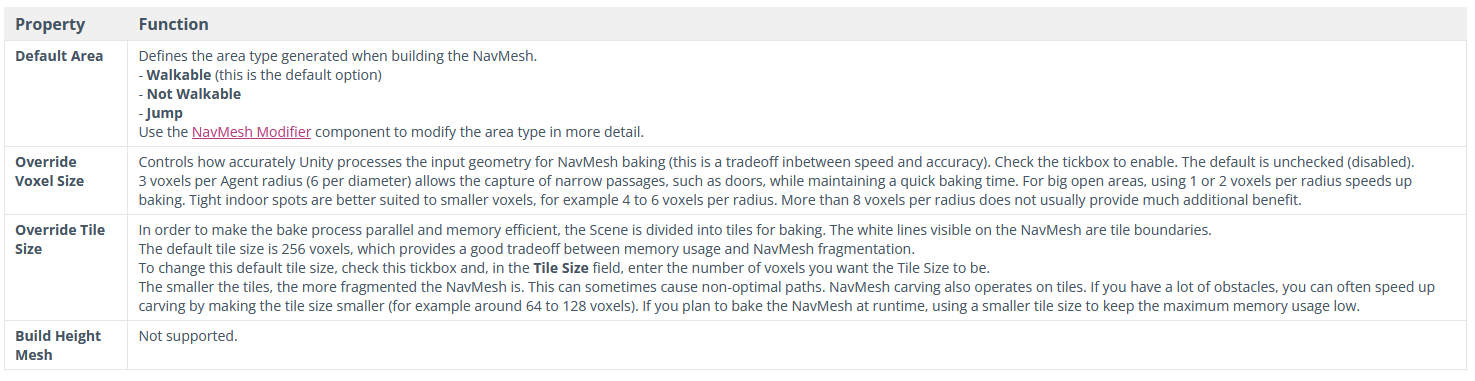 Property Function
Default Area Defines the area type generated when building the NavMesh.
- Walkable (this is the default option)
- Not Walkable
- Jump
Use the NavMesh Modifier component to modify the area type in more detail.
Override Controls how accurately Unity processes the input geometry for NavMesh baking (this is a tradeoff inbetween speed and accuracy). Check the tickbox to enable. The default is unchecked (disabled).
Voxel Size 3 voxels per Agent radius (6 per diameter) allows the capture of narrow passages, such as doors, while maintaining a quick baking time. For big open areas, using 1 or 2 voxels per radius speeds up
baking. Tight indoor spots are better suited to smaller voxels, for example 4 to 6 voxels per radius. More than 8 voxels per radius does not usually provide much additional benefit.
Override Tile In order to make the bake process parallel and memory efficient, the Scene is divided into tiles for baking. The white lines visible on the NavMesh are tile boundaries.
Size The default tile size is 256 voxels, which provides a good tradeoff between memory usage and NavMesh fragmentation.
To change this default tile size, check this tickbox and, in the Tile Size field, enter the number of voxels you want the Tile Size to be.
The smaller the tiles, the more fragmented the NavMesh is. This can sometimes cause non-optimal paths. NavMesh carving also operates on tiles. If you have a lot of obstacles, you can often speed up
carving by making the tile size smaller (for example around 64 to 128 voxels). If you plan to bake the NavMesh at runtime, using a smaller tile size to keep the maximum memory usage low.
Build Height Not supported.
Mesh